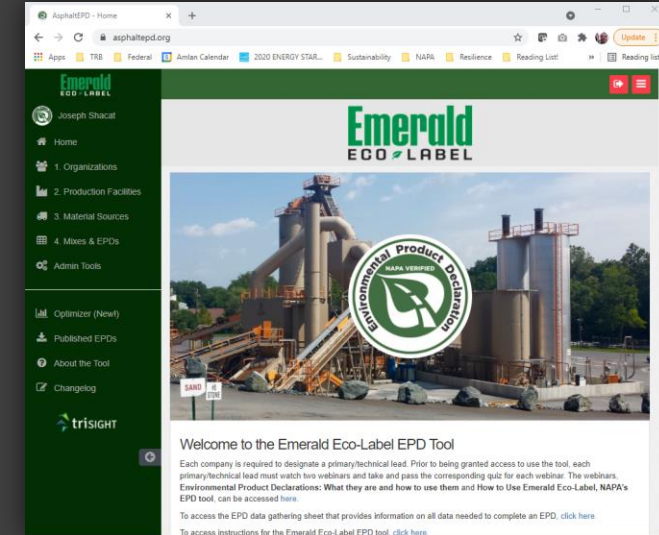 AsphaltEPD - Home
asphaltepd.org
Update
Apps TRB Federal Amlan Calendar 2020 ENERGY STAR... Sustainability NAPA Resilience Reading List! » Reading list
Emerald
ECO-LABEL
Joseph Shacat
Home
1. Organizations
2. Production Facilities
3. Material Sources
4. Mixes & EPDs
Admin Tools
Optimizer (New!)
Published EPDs
About the Tool
Changelog
trisight
Emerald
ECO LABEL
Environmental Product Declaration
NAPA VERIFIED
SAND
STONE
Welcome to the Emerald Eco-Label EPD Tool
Each company is required to designate a primary/technical lead. Prior to being granted access to use the tool, each
primary/technical lead must watch two webinars and take and pass the corresponding quiz for each webinar. The webinars,
Environmental Product Declarations: What they are and how to use them and How to Use Emerald Eco-Label, NAPA's
EPD tool, can be accessed here.
To access the EPD data gathering sheet that provides information on all data needed to complete an EPD, click here.
To access instructions for the Emerald Eco-Label EPD tool, click here.